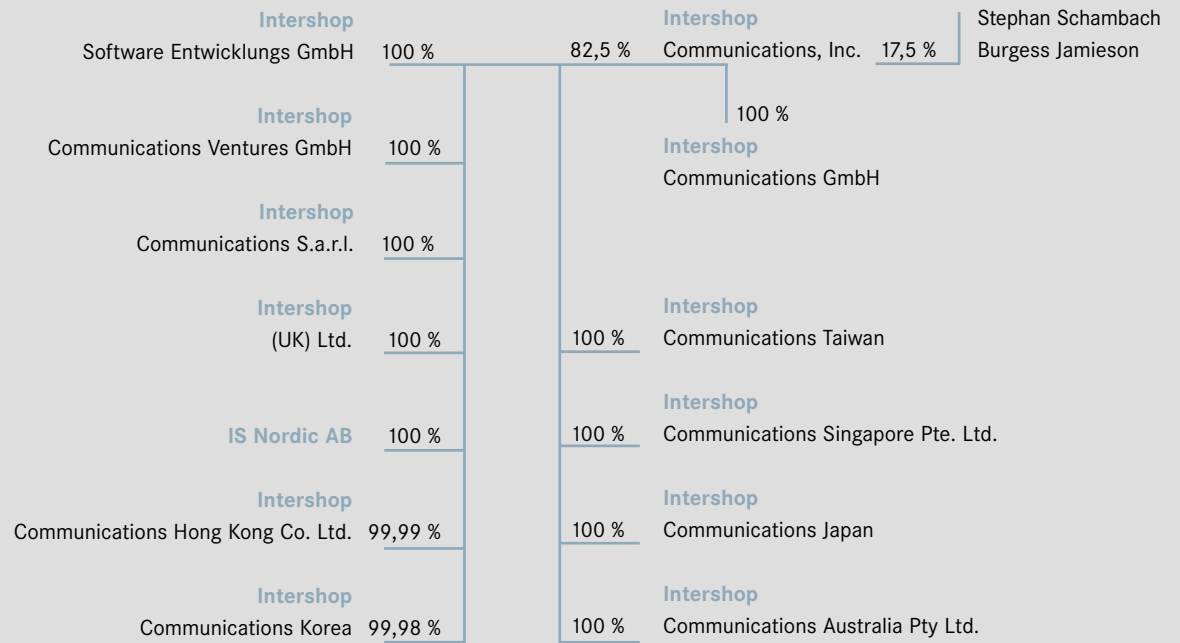 Intershop
Software Entwicklungs GmbH 100 %
Intershop
Communications Ventures GmbH 100 %
Intershop
Communications S.a.r.l. 100 %
Intershop
(UK) Ltd. 100 %
IS Nordic AB 100 %
Intershop
Communications Hong Kong Co. Ltd. 99,99 %
Intershop
Communications Korea 99,98 %
Intershop
82,5 % Communications, Inc. 17,5 %
Stephan Schambach
Burgess Jamieson
100 %
Intershop
Communications GmbH
Intershop
100 % Communications Taiwan
Intershop
100 % Communications Singapore Pte. Ltd.
Intershop
100 % Communications Japan
Intershop
100 % Communications Australia Pty Ltd.